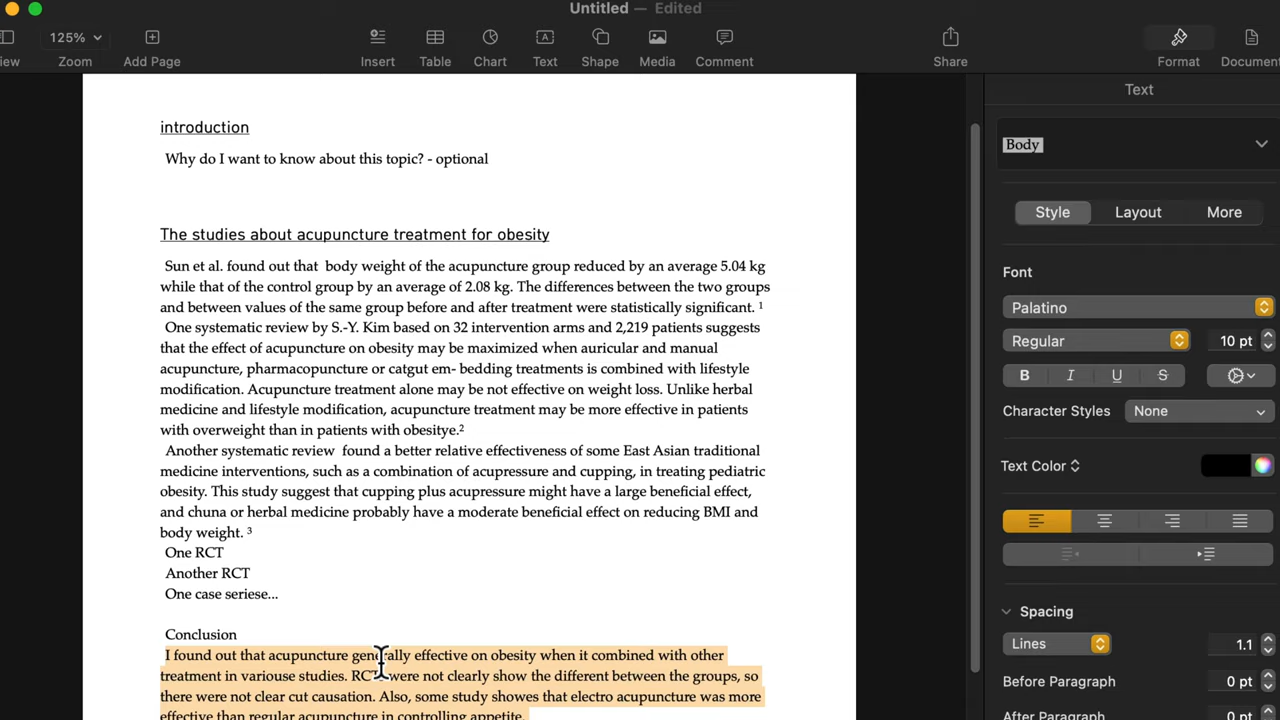 Untitled — Edited
iew
125%
Zoom
Add Page
Insert
Table
Chart
Text
Shape
Media
Comment
Share
Format
Document
introduction
Why do I want to know about this topic? - optional
The studies about acupuncture treatment for obesity
Sun et al. found out that  body weight of the acupuncture group reduced by an average 5.04 kg
while that of the control group by an average of 2.08 kg. The differences between the two groups
and between values of the same group before and after treatment were statistically significant. ¹
One systematic review by S.-Y. Kim based on 32 intervention arms and 2,219 patients suggests
that the effect of acupuncture on obesity may be maximized when auricular and manual
acupuncture, pharmacopuncture or catgut em- bedding treatments is combined with lifestyle
modification. Acupuncture treatment alone may be not effective on weight loss. Unlike herbal
medicine and lifestyle modification, acupuncture treatment may be more effective in patients
with overweight than in patients with obesitye.²
Another systematic review  found a better relative effectiveness of some East Asian traditional
medicine interventions, such as a combination of acupressure and cupping, in treating pediatric
obesity. This study suggest that cupping plus acupressure might have a large beneficial effect,
and chuna or herbal medicine probably have a moderate beneficial effect on reducing BMI and
body weight. ³
One RCT
Another RCT
One case seriese...
Conclusion
I found out that acupuncture generally effective on obesity when it combined with other
treatment in variouse studies. RCTs were not clearly show the different between the groups, so
there were not clear cut causation. Also, some study showes that electro acupuncture was more
effective than regular acupuncture in controlling appetite.
Text
Body
Style
Layout
More
Font
Palatino
Regular
10 pt
B I U S
Character Styles
None
Text Color
Spacing
Lines
1.1
Before Paragraph
0 pt
After Paragraph
0 pt